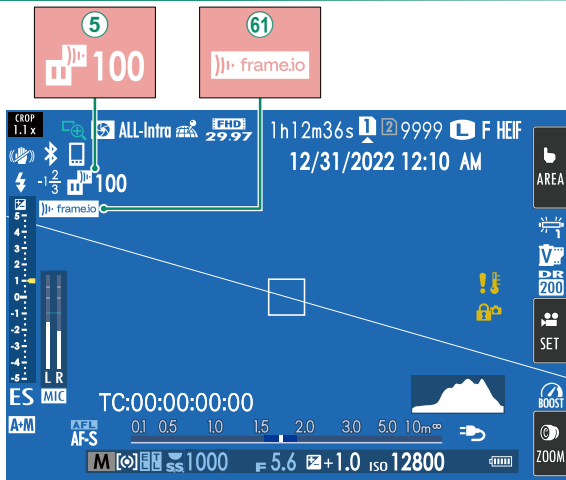 5 61
100 frame.io
CROP
1.1x ALL-Intra FHD 29.97 1h12m36s 1 2 9999 L F HEIF
12/31/2022 12:10 AM
AREA
-1 2/3 100
frame.io
5
4
3
2
1
0
-1
-2
-3
-4
-5
L R
V
DR
200
SET
ES MIC
TC:00:00:00:00
BOOST
A+M AFL
AF-S
0.1 0.5 1.0 1.5 2.0 3.0 5.0 10m∞
M E L S.S. 1000 F 5.6 +1.0 ISO 12800
ZOOM